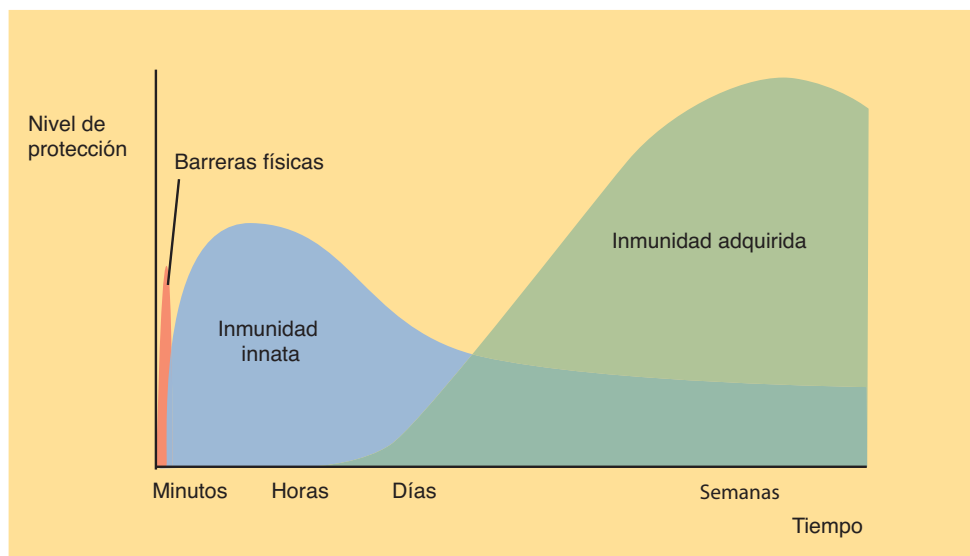 Nivel de
protección
Barreras físicas
Inmunidad adquirida
Inmunidad
innata
Minutos
Horas
Días
Semanas
Tiempo